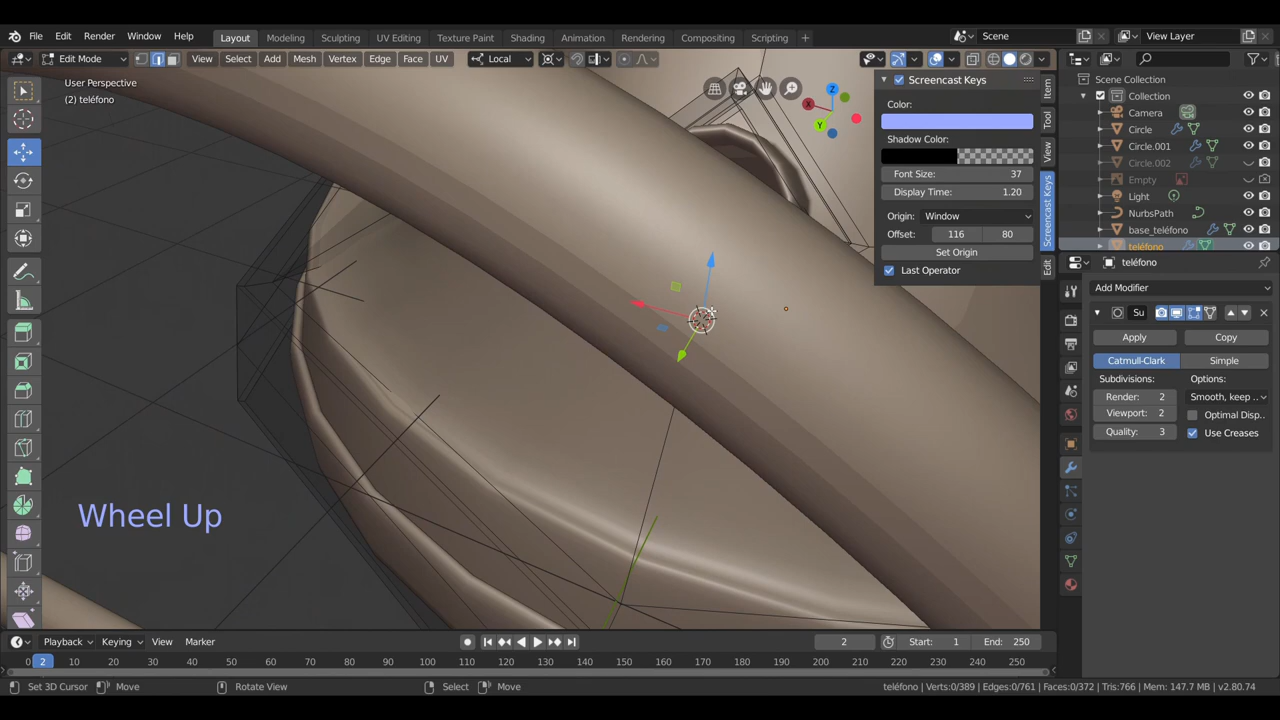 File Edit Render Window Help Layout Modeling Sculpting UV Editing Texture Paint Shading Animation Rendering Compositing Scripting + Scene View Layer
Edit Mode View Select Add Mesh Vertex Edge Face UV Local
User Perspective
(2) teléfono
Z
X
Y
Screencast Keys
Color:
Shadow Color:
Font Size: 37
Display Time: 1.20
Origin: Window
Offset: 116 80
Set Origin
Last Operator
Item
Tool
View
Screencast Keys
Edit
Scene Collection
Collection
Camera
Circle
Circle.001
Circle.002
Empty
Light
NurbsPath
base_teléfono
teléfono
teléfono
Add Modifier
Su
Apply Copy
Catmull-Clark Simple
Subdivisions: Options:
Render: 2 Smooth, keep ..
Viewport: 2 Optimal Disp..
Quality: 3 Use Creases
Wheel Up
Playback Keying View Marker 2 Start: 1 End: 250
0 2 10 20 30 40 50 60 70 80 90 100 110 120 130 140 150 160 170 180 190 200 210 220 230 240 250
Set 3D Cursor Move Rotate View Select Move teléfono | Verts:0/389 | Edges:0/761 | Faces:0/372 | Tris:766 | Mem: 147.7 MB | v2.80.74